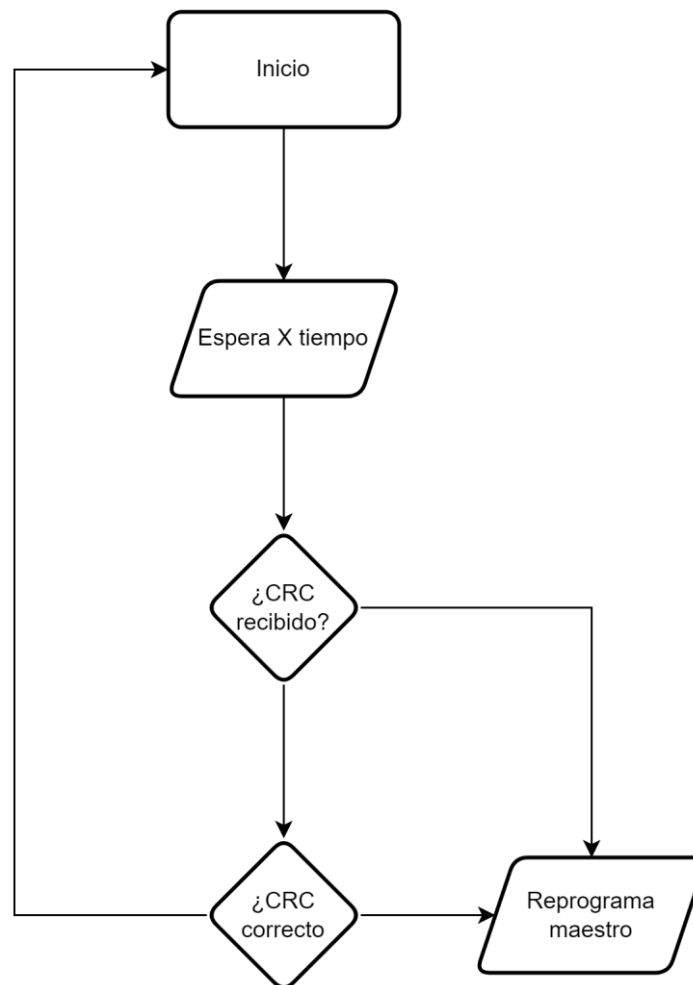 Inicio
Espera X tiempo
¿CRC
recibido?
¿CRC
correcto
Reprograma
maestro